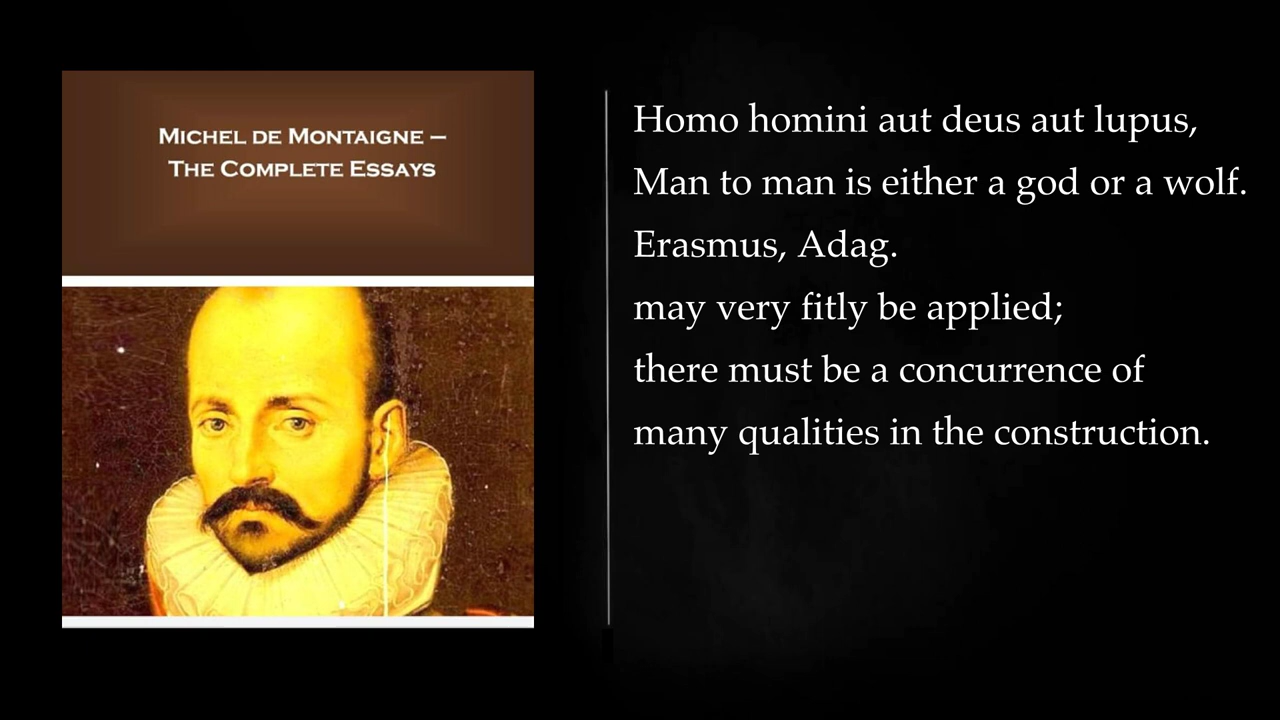 MICHEL DE MONTAIGNE –
THE COMPLETE ESSAYS
Homo homini aut deus aut lupus,
Man to man is either a god or a wolf.
Erasmus, Adag.
may very fitly be applied;
there must be a concurrence of
many qualities in the construction.